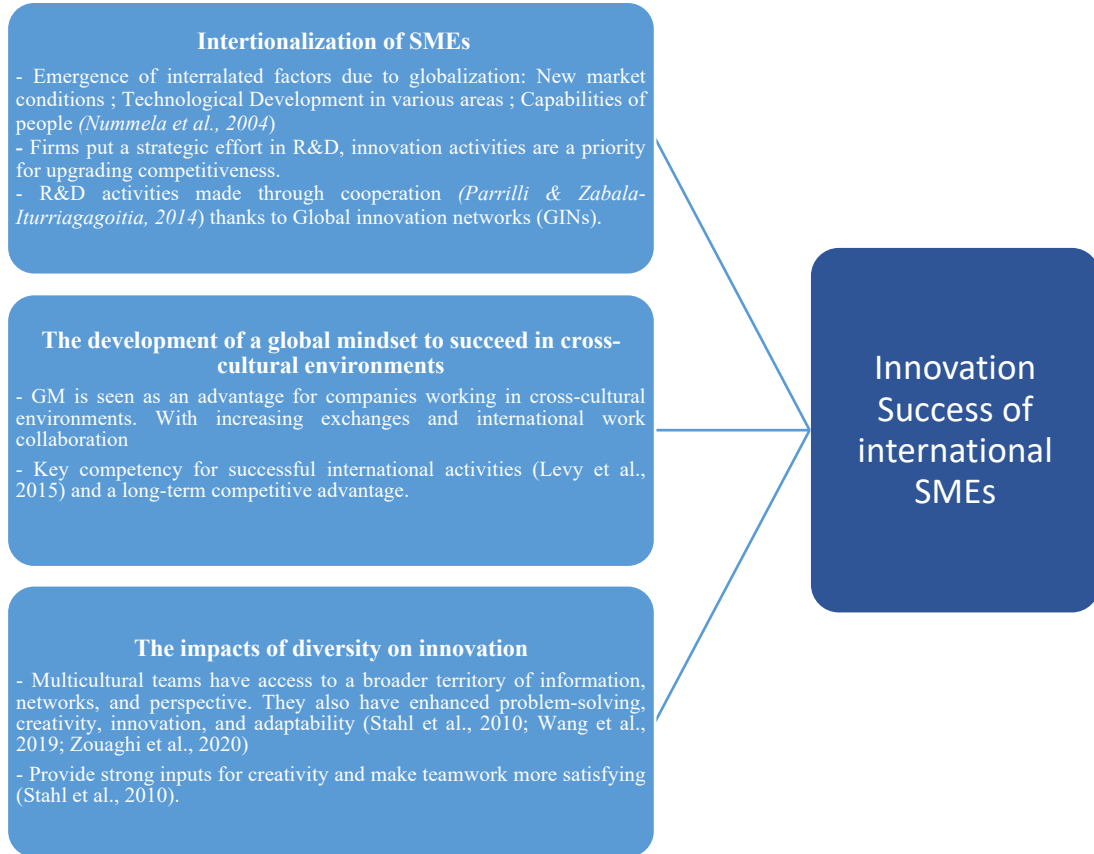 Intertionalization of SMEs
- Emergence of interralated factors due to globalization: New market
conditions ; Technological Development in various areas ; Capabilities of
people (Nummela et al., 2004)
- Firms put a strategic effort in R&D, innovation activities are a priority
for upgrading competitiveness.
- R&D activities made through cooperation (Parrilli & Zabala-
Iturriagagoitia, 2014) thanks to Global innovation networks (GINs).
The development of a global mindset to succeed in cross-
cultural environments
- GM is seen as an advantage for companies working in cross-cultural
environments. With increasing exchanges and international work
collaboration
- Key competency for successful international activities (Levy et al.,
2015) and a long-term competitive advantage.
The impacts of diversity on innovation
- Multicultural teams have access to a broader territory of information,
networks, and perspective. They also have enhanced problem-solving,
creativity, innovation, and adaptability (Stahl et al., 2010; Wang et al.,
2019; Zouaghi et al., 2020)
- Provide strong inputs for creativity and make teamwork more satisfying
(Stahl et al., 2010).
Innovation
Success of
international
SMEs